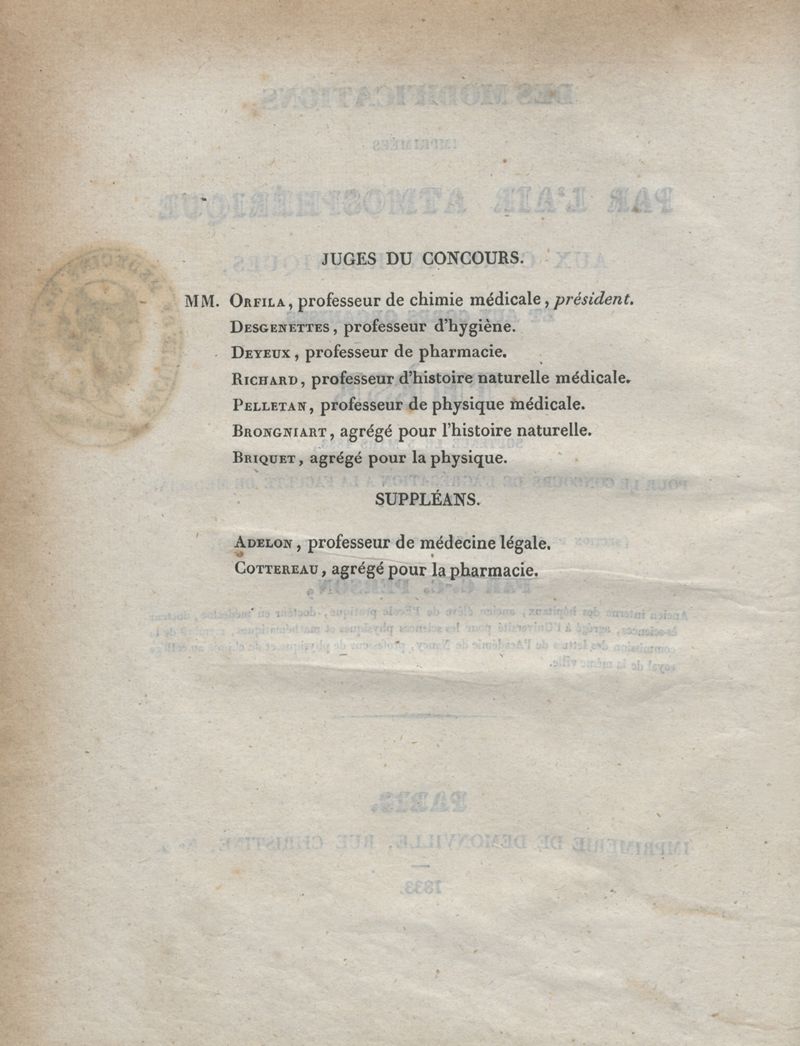 JUGES DU CONCOURS.
MM. ORFILA, professeur de chimie médicale, président.
DESGENETTES, professeur d'hygiène.
DEYEUX, professeur de pharmacie.
RICHARD, professeur d'histoire naturelle médicale.
PELLETAN, professeur de physique médicale.
BRONGNIART, agrégé pour l'histoire naturelle.
BRIQUET, agrégé pour la physique.
SUPPLÉANS.
ADELON, professeur de médecine légale.
COTTEREAU, agrégé pour la pharmacie.